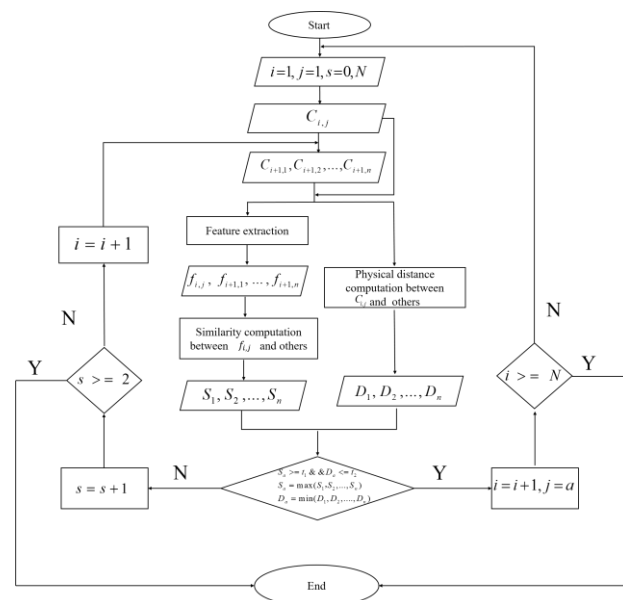 Start
i=1, j=1, s=0, N
C_{i,j}
C_{i+1,1}, C_{i+1,2}, ..., C_{i+1,n}
Feature extraction
i = i + 1
f_{i,j}, f_{i+1,1}, ..., f_{i+1,n}
Physical distance
computation between
C_{i,j} and others
N
N
Similarity computation
between f_{i,j} and others
Y
s >= 2
i >= N
Y
S_1, S_2, ..., S_n
D_1, D_2, ..., D_n
N
S_a >= t_1 & &D_a <= t_2
S_a = max(S_1, S_2, ..., S_n)
D_a = min(D_1, D_2, ...., D_n)
Y
s = s + 1
i = i + 1, j = a
End